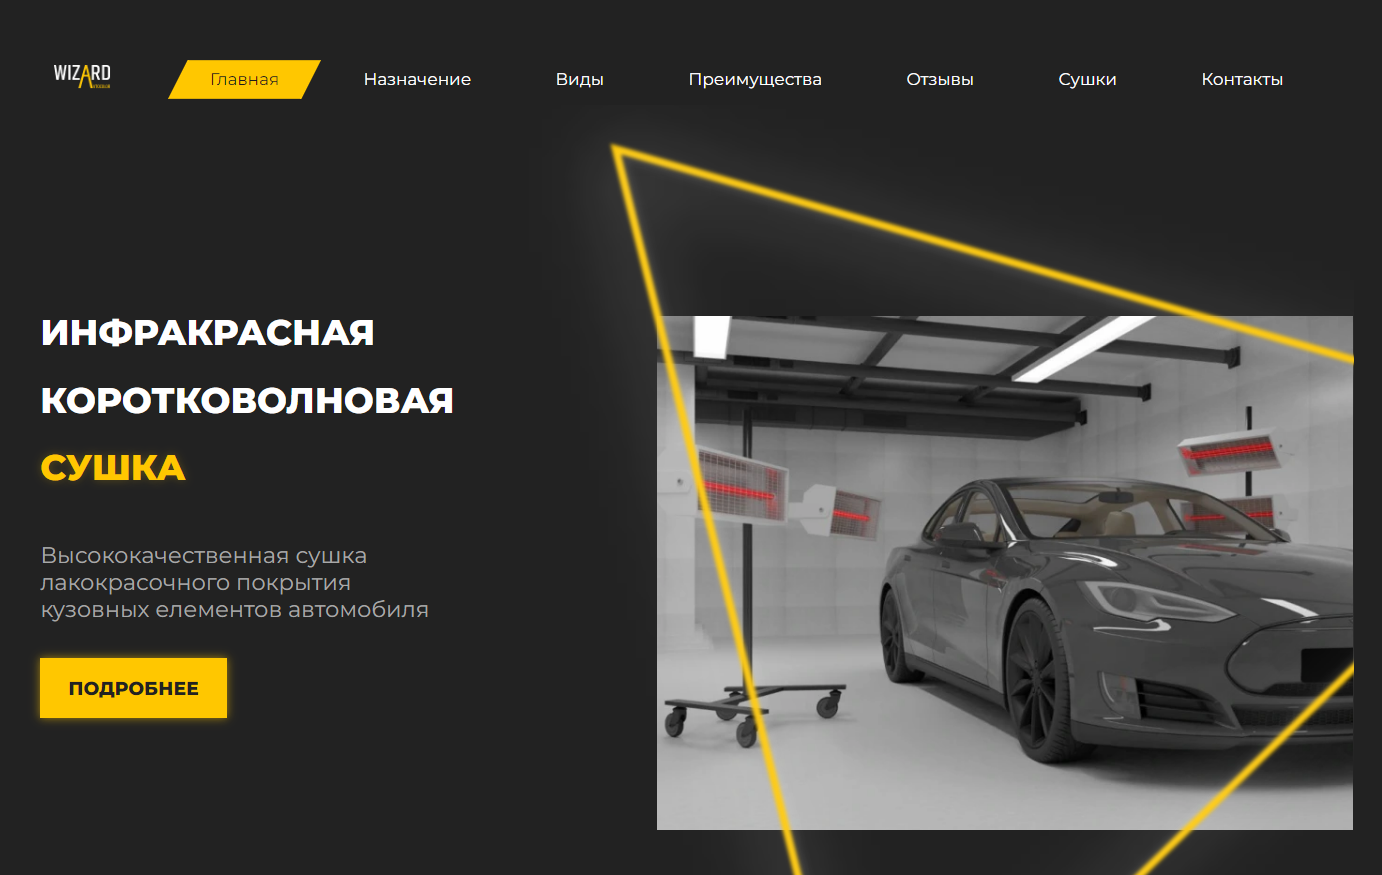 WIZARD
Главная
Назначение
Виды
Преимущества
Отзывы
Сушки
Контакты
ИНФРАКРАСНАЯ
КОРОТКОВОЛНОВАЯ
СУШКА
Высококачественная сушка
лакокрасочного покрытия
кузовных елементов автомобиля
ПОДРОБНЕЕ